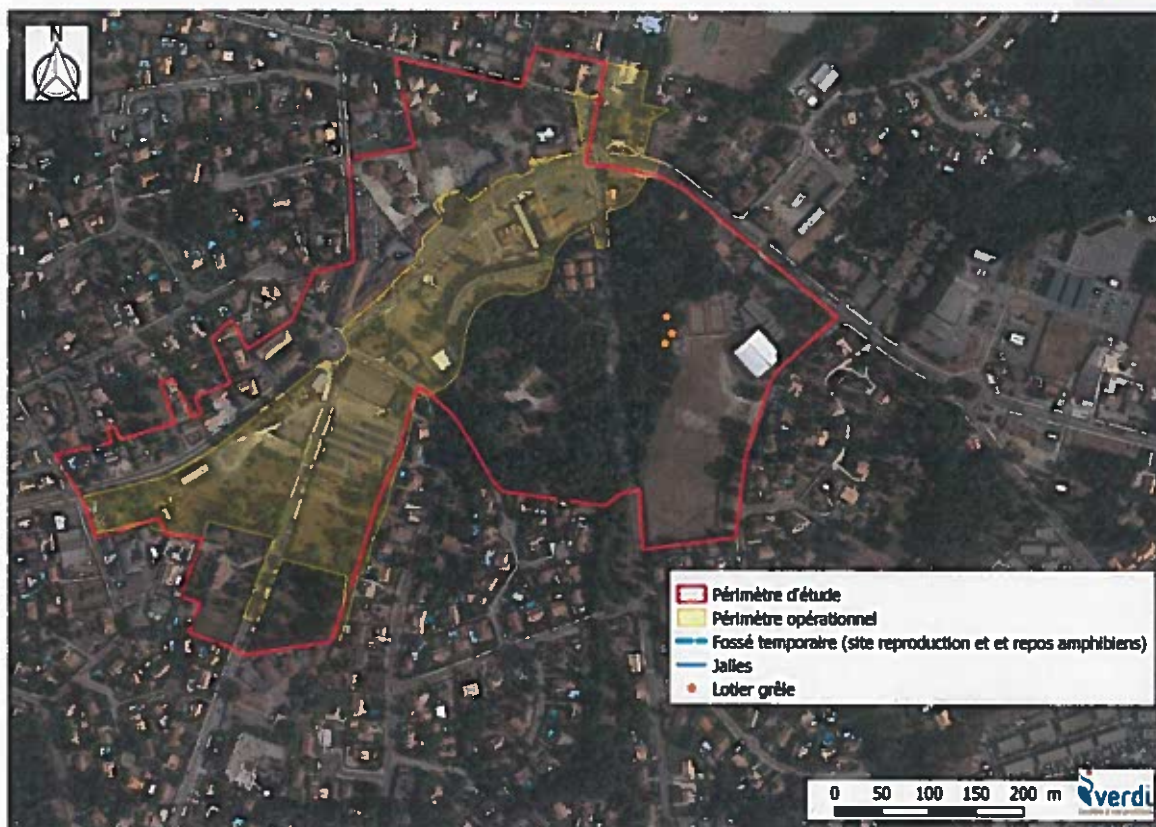 N
Périmètre d'étude
Périmètre opérationnel
Fossé temporaire (site reproduction et et repos amphibiens)
Jalles
Lotier grêle
0 50 100 150 200 m
verdi